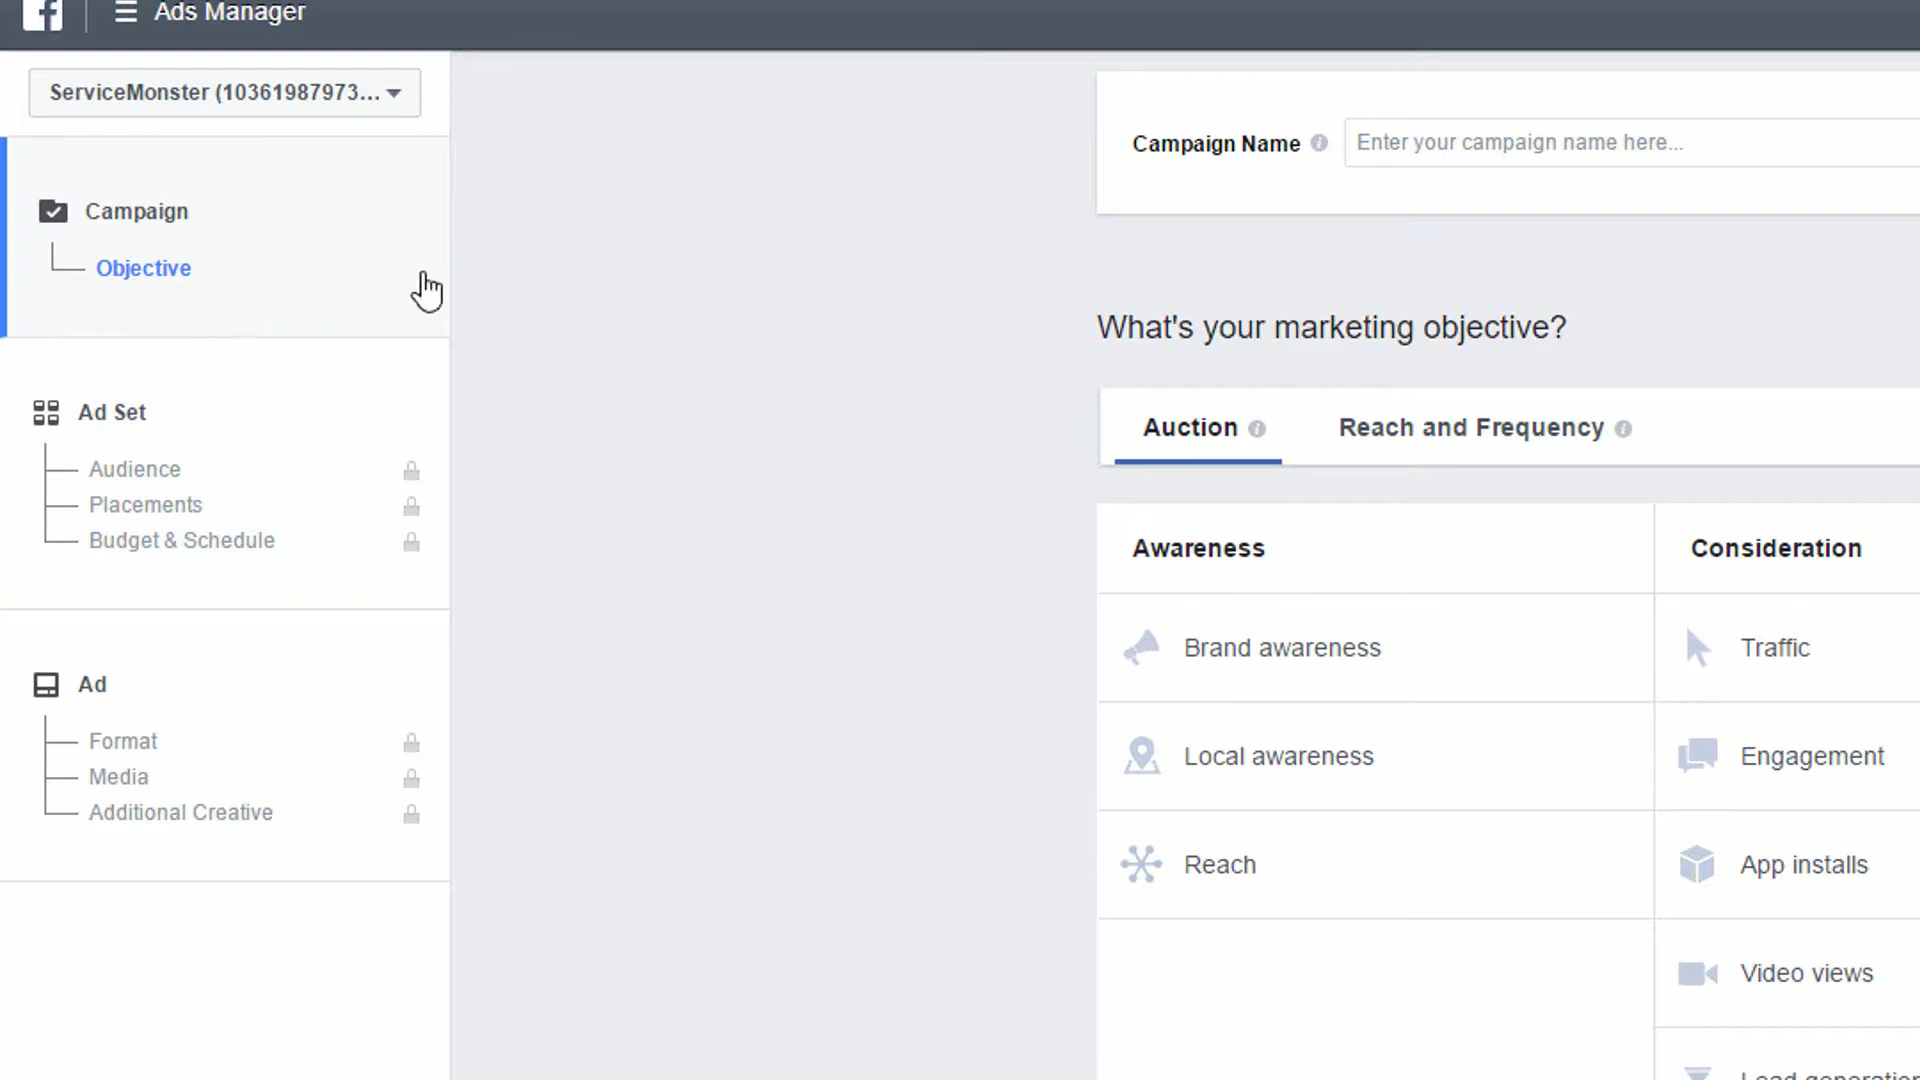 Ads Manager
ServiceMonster (10361987973...
Campaign
Objective
Ad Set
Audience
Placements
Budget & Schedule
Ad
Format
Media
Additional Creative
Campaign Name
Enter your campaign name here...
What's your marketing objective?
Auction
Reach and Frequency
Awareness
Consideration
Brand awareness
Traffic
Local awareness
Engagement
Reach
App installs
Video views
Lead generation